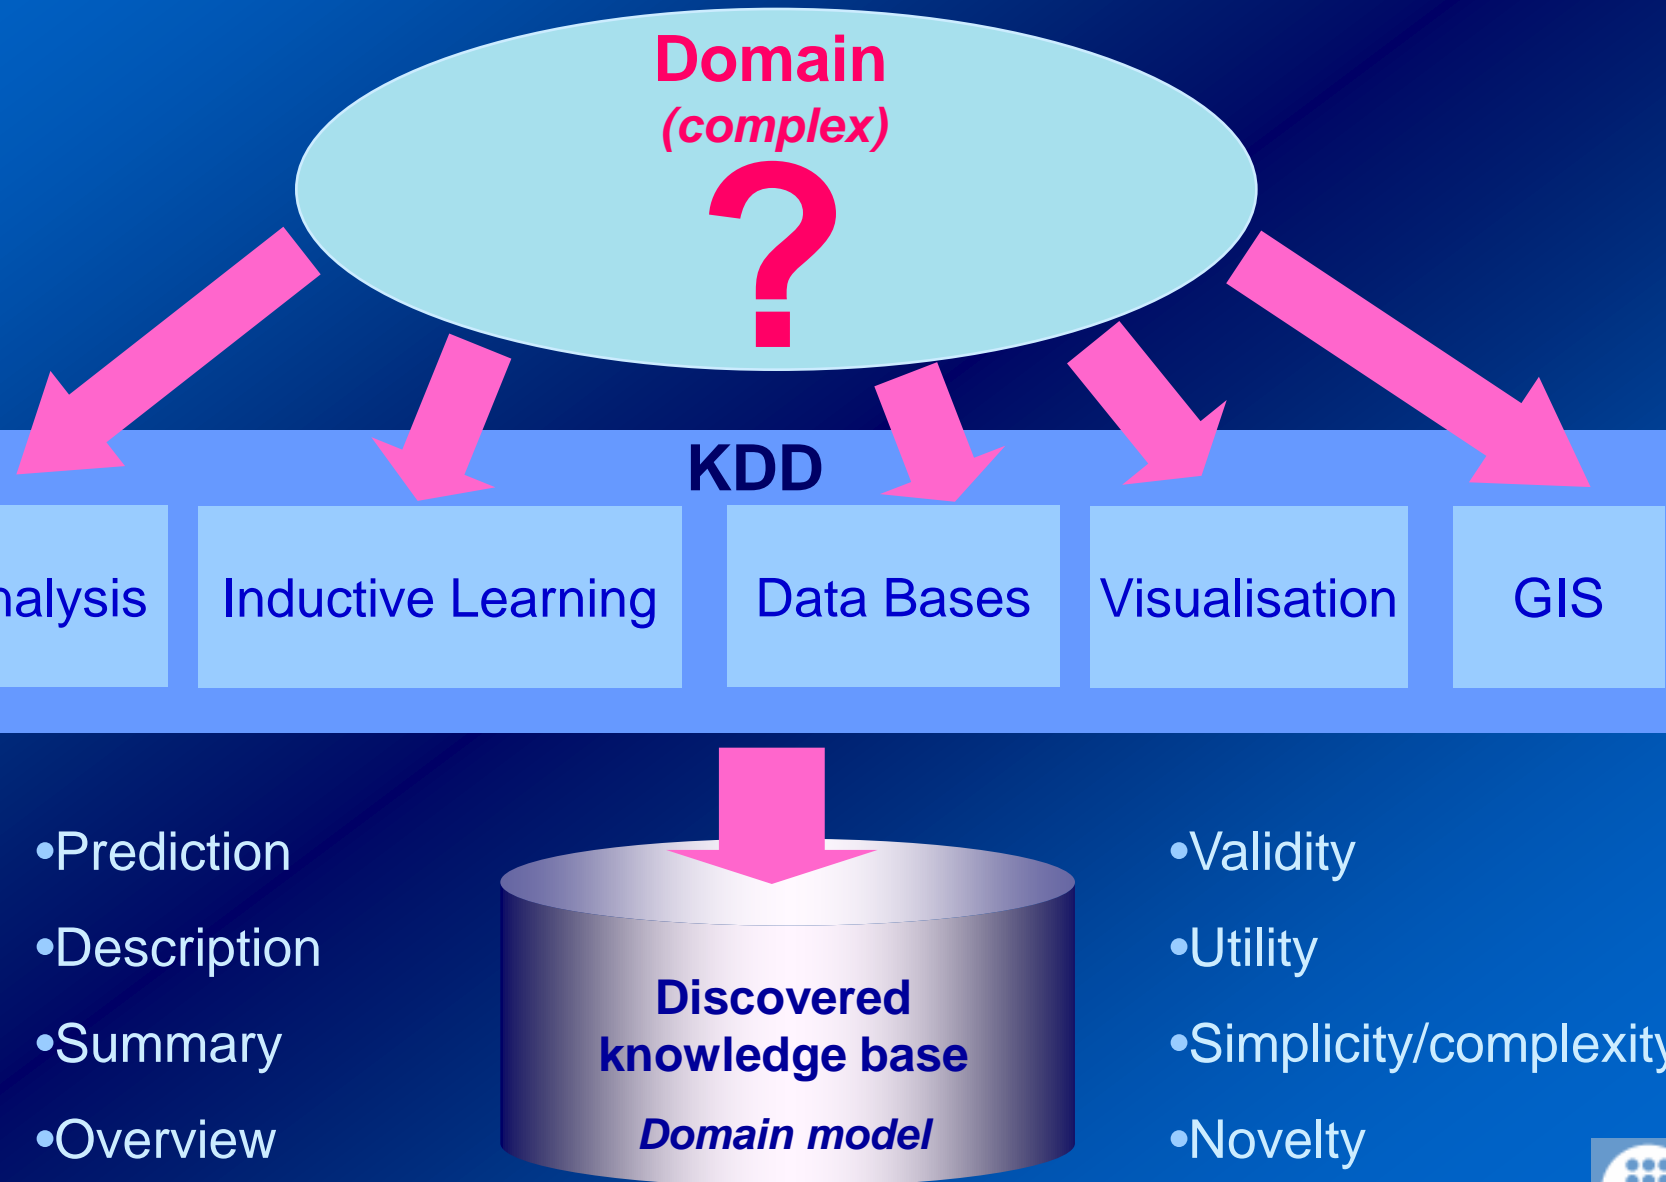 Domain
(complex)
?
KDD
nalysis
Inductive Learning
Data Bases
Visualisation
GIS
•Prediction
•Description
•Summary
•Overview
Discovered
knowledge base
Domain model
•Validity
•Utility
•Simplicity/complexity
•Novelty